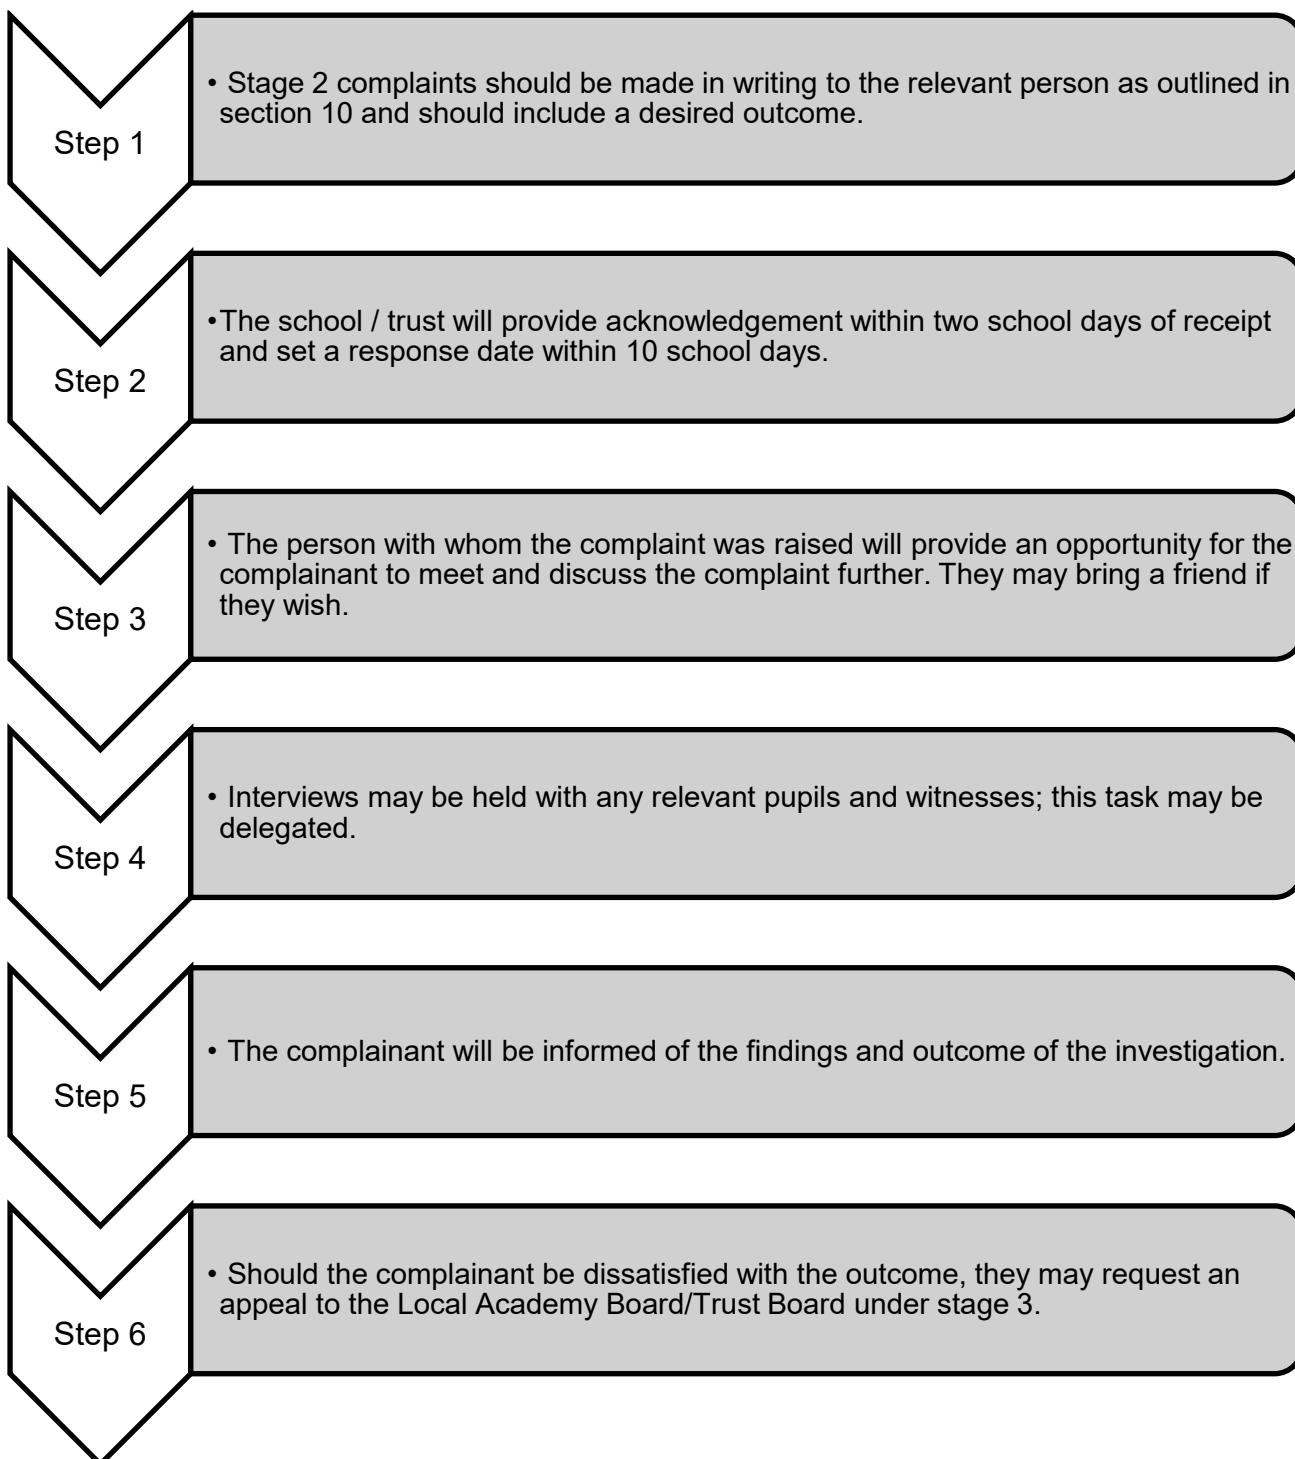 Step 1
• Stage 2 complaints should be made in writing to the relevant person as outlined in
section 10 and should include a desired outcome.
Step 2
•The school / trust will provide acknowledgement within two school days of receipt
and set a response date within 10 school days.
Step 3
• The person with whom the complaint was raised will provide an opportunity for the
complainant to meet and discuss the complaint further. They may bring a friend if
they wish.
Step 4
• Interviews may be held with any relevant pupils and witnesses; this task may be
delegated.
Step 5
• The complainant will be informed of the findings and outcome of the investigation.
Step 6
• Should the complainant be dissatisfied with the outcome, they may request an
appeal to the Local Academy Board/Trust Board under stage 3.